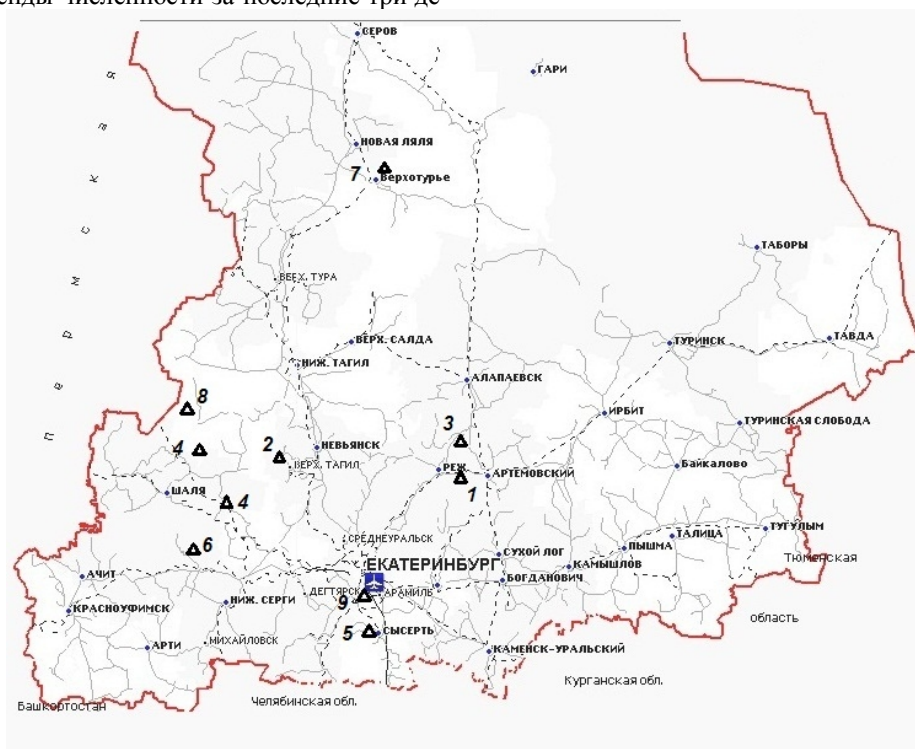 енды численности за последние три де
СЕРОВ
ГАРИ
НОВАЯ ЛЯЛЯ
7
Верхотурье
ТАБОРЫ
ВЕРХ. ТУРА
ВЕРХ. САЛДА
ТУРИНСК
ТАВДА
НИЖ. ТАГИЛ
АЛАПАЕВСК
П е р м с к а я
8
ИРБИТ
ТУРИНСКАЯ СЛОБОДА
3
4
2
НЕВЬЯНСК
ВЕРХ. ТАГИЛ
РЕЖ
АРТЕМОВСКИЙ
Байкалово
ШАЛЯ
1
4
ТУГУЛЫМ
СРЕДНЕУРАЛЬСК
ПЫШМА
ТАЛИЦА
6
СУХОЙ ЛОГ
Тюменская
ЕКАТЕРИНБУРГ
КАМЫШЛОВ
АЧИТ
БОГДАНОВИЧ
ДЕГТЯРСК
АРАМИЛЬ
9
НИЖ. СЕРГИ
КРАСНОУФИМСК
область
5
СЫСЕРТЬ
МИХАЙЛОВСК
АРТИ
КАМЕНСК-УРАЛЬСКИЙ
Курганская обл.
Башкортостан
Челябинская обл.